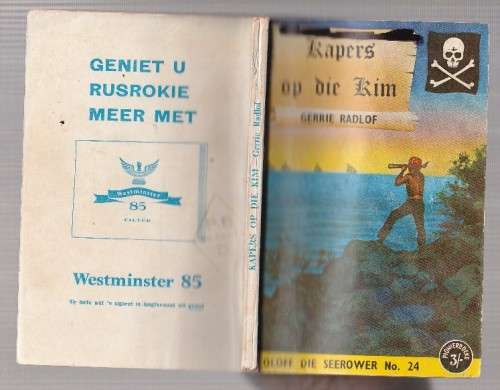 GENIET U
RUSROKIE
MEER MET
Westminster
85
FILTER
Westminster 85
KAPERS OP DIE KIM—Gerrie Radlof
Kapers
op die Kim
GERRIE RADLOF
PIONIERBOEKE
3/-
OLOFF DIE SEEROWER No. 24